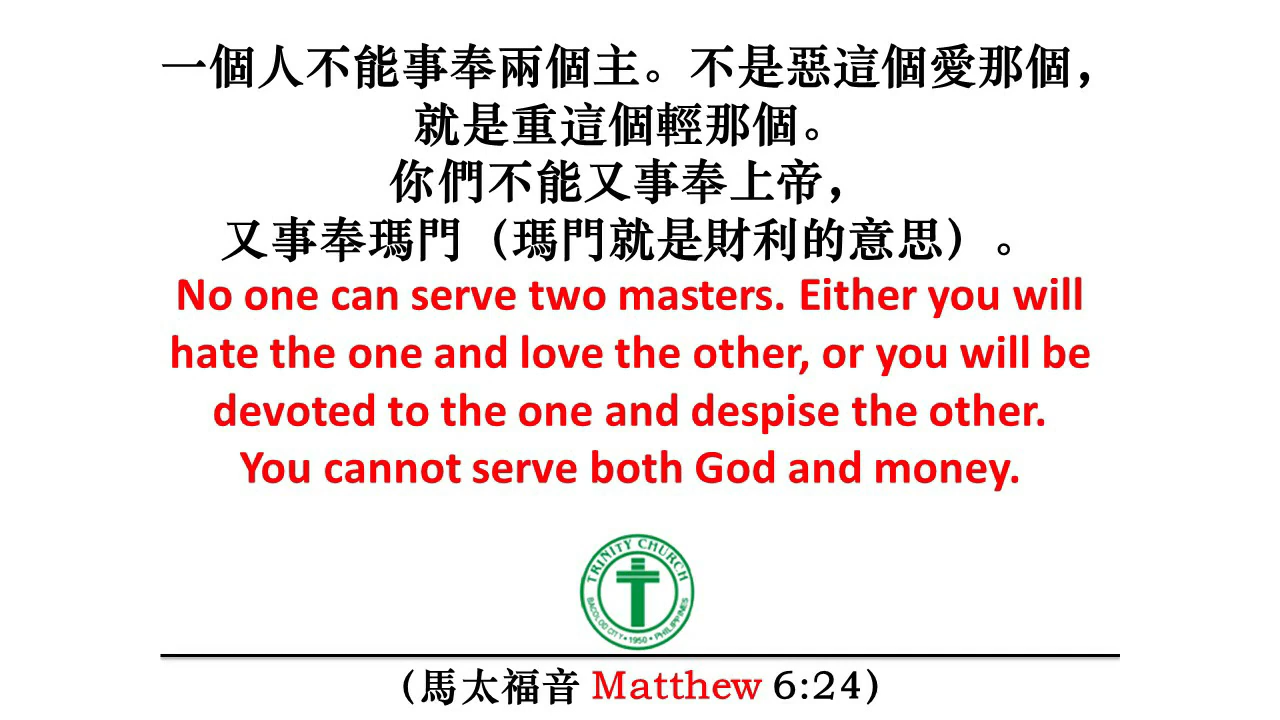 一個人不能事奉兩個主。不是惡這個愛那個，
就是重這個輕那個。
你們不能又事奉上帝，
又事奉瑪門（瑪門就是財利的意思）。
No one can serve two masters. Either you will
hate the one and love the other, or you will be
devoted to the one and despise the other.
You cannot serve both God and money.
TRINITY CHURCH
BACOLOD CITY • 1950 • PHILIPPINES
(馬太福音 Matthew 6:24)